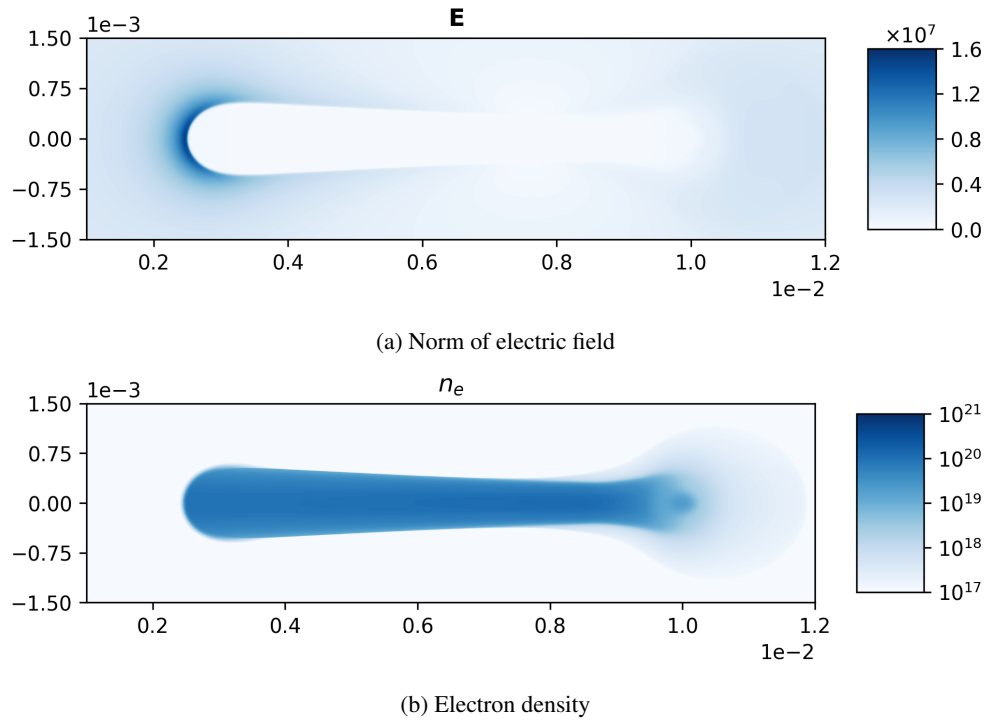 E
1e−3
×10⁷
1.50
0.75
0.00
−0.75
−1.50
0.2 0.4 0.6 0.8 1.0 1.2
1e−2
1.6
1.2
0.8
0.4
0.0
(a) Norm of electric field
nₑ
1e−3
1.50
0.75
0.00
−0.75
−1.50
0.2 0.4 0.6 0.8 1.0 1.2
1e−2
10²¹
10²⁰
10¹⁹
10¹⁸
10¹⁷
(b) Electron density